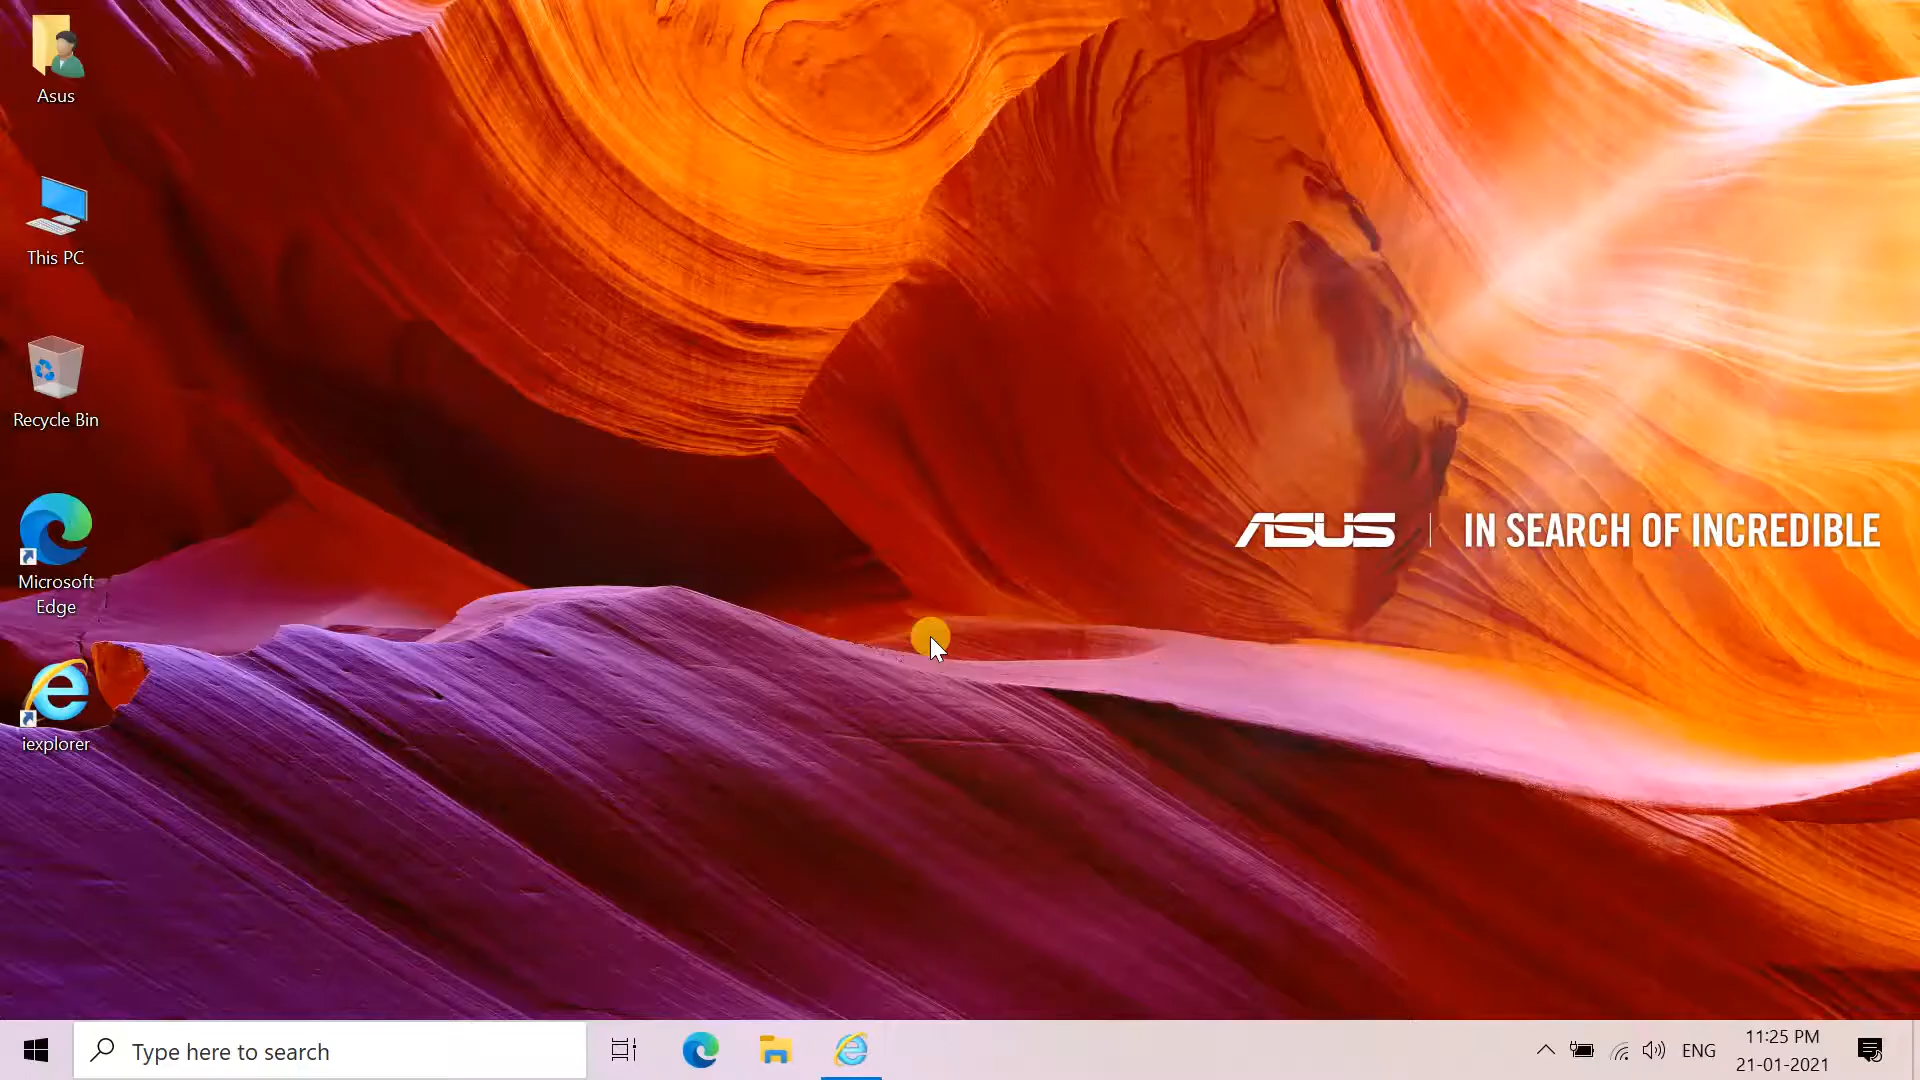 Asus
This PC
Recycle Bin
Microsoft
Edge
iexplorer
ASUS | IN SEARCH OF INCREDIBLE
Type here to search
ENG
11:25 PM
21-01-2021